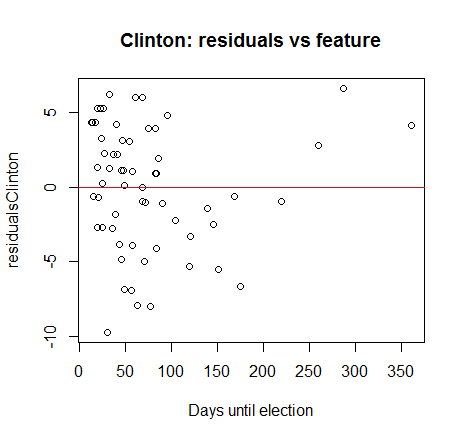 Clinton: residuals vs feature
residualsClinton
5
0
-5
-10
0 50 100 150 200 250 300 350
Days until election